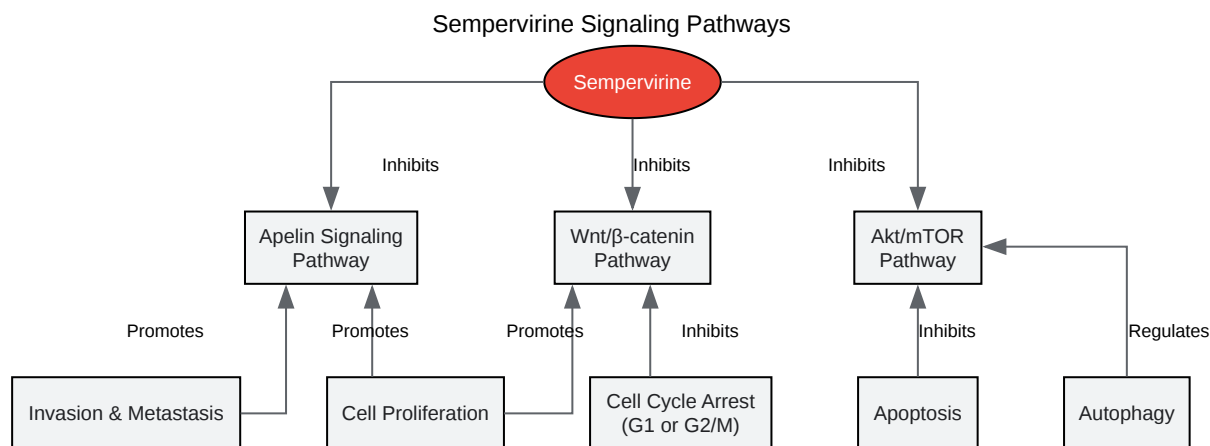 Sempervirine Signaling Pathways
Sempervirine
Inhibits
Inhibits
Inhibits
Apelin Signaling
Pathway
Wnt/β-catenin
Pathway
Akt/mTOR
Pathway
Promotes
Promotes
Promotes
Inhibits
Inhibits
Regulates
Invasion & Metastasis
Cell Proliferation
Cell Cycle Arrest
(G1 or G2/M)
Apoptosis
Autophagy